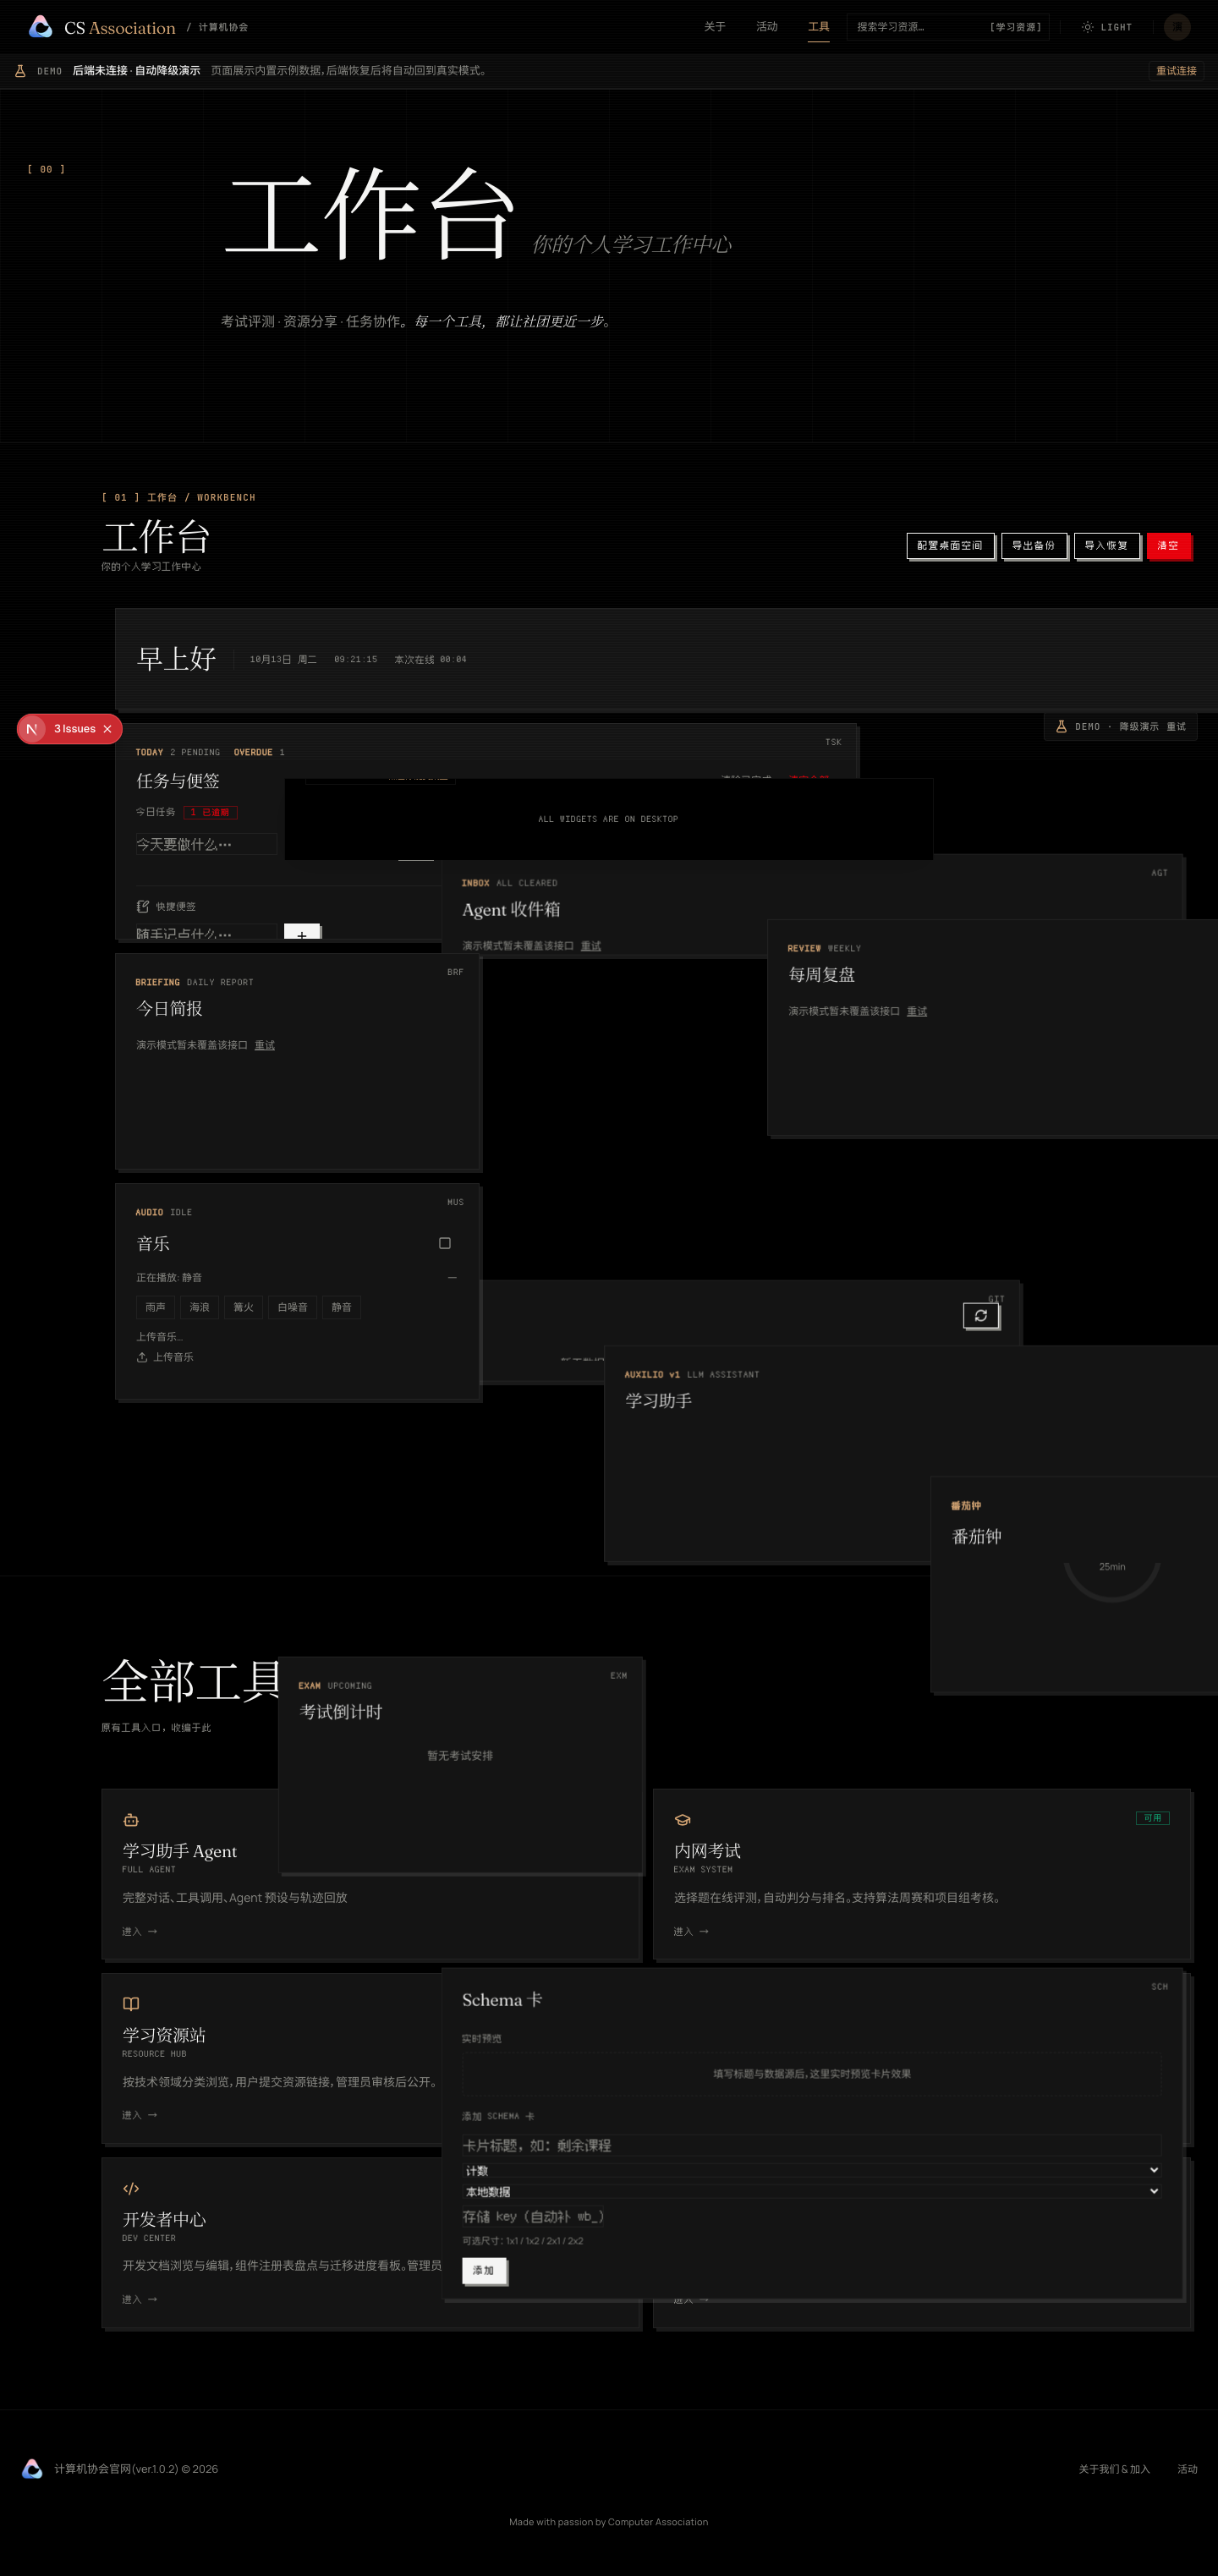 CS Association / 计算机协会
关于 活动 工具 搜索学习资源… [学习资源] LIGHT
DEMO 后端未连接 · 自动降级演示 页面展示内置示例数据，后端恢复后将自动回到真实模式。 重试连接
[ 00 ]
工作台 你的个人学习工作中心
考试评测 · 资源分享 · 任务协作。每一个工具，都让社团更近一步。
[ 01 ] 工作台 / WORKBENCH
工作台
你的个人学习工作中心
配置桌面空间 导出备份 导入恢复 清空
早上好 10月13日 周二 09:21:15 本次在线 00:04
N 3 Issues
DEMO · 降级演示 重试
TODAY 2 PENDING OVERDUE 1 TSK
任务与便签
今日任务 1 已逾期
今天要做什么…
ALL WIDGETS ARE ON DESKTOP
快捷便签
随手记点什么…
+
INBOX ALL CLEARED AGT
Agent 收件箱
演示模式暂未覆盖该接口 重试
REVIEW WEEKLY
每周复盘
演示模式暂未覆盖该接口 重试
BRIEFING DAILY REPORT BRF
今日简报
演示模式暂未覆盖该接口 重试
AUDIO IDLE MUS
音乐
正在播放: 静音 —
雨声 海浪 篝火 白噪音 静音
上传音乐…
上传音乐
GIT
AUXILIO v1 LLM ASSISTANT
学习助手
番茄钟
番茄钟
25min
全部工具
原有工具入口，收编于此
EXAM UPCOMING EXM
考试倒计时
暂无考试安排
学习助手 Agent
FULL AGENT
完整对话、工具调用、Agent 预设与轨迹回放
进入 →
可用
内网考试
EXAM SYSTEM
选择题在线评测，自动判分与排名。支持算法周赛和项目组考核。
进入 →
学习资源站
RESOURCE HUB
按技术领域分类浏览，用户提交资源链接，管理员审核后公开。
进入 →
Schema 卡 SCH
实时预览
填写标题与数据源后，这里实时预览卡片效果
添加 SCHEMA 卡
卡片标题，如：剩余课程
计数
本地数据
存储 key（自动补 wb_）
可选尺寸：1x1 / 1x2 / 2x1 / 2x2
添加
开发者中心
DEV CENTER
开发文档浏览与编辑，组件注册表盘点与迁移进度看板。管理员
进入 →
计算机协会官网(ver.1.0.2) © 2026
关于我们 & 加入 活动
Made with passion by Computer Association